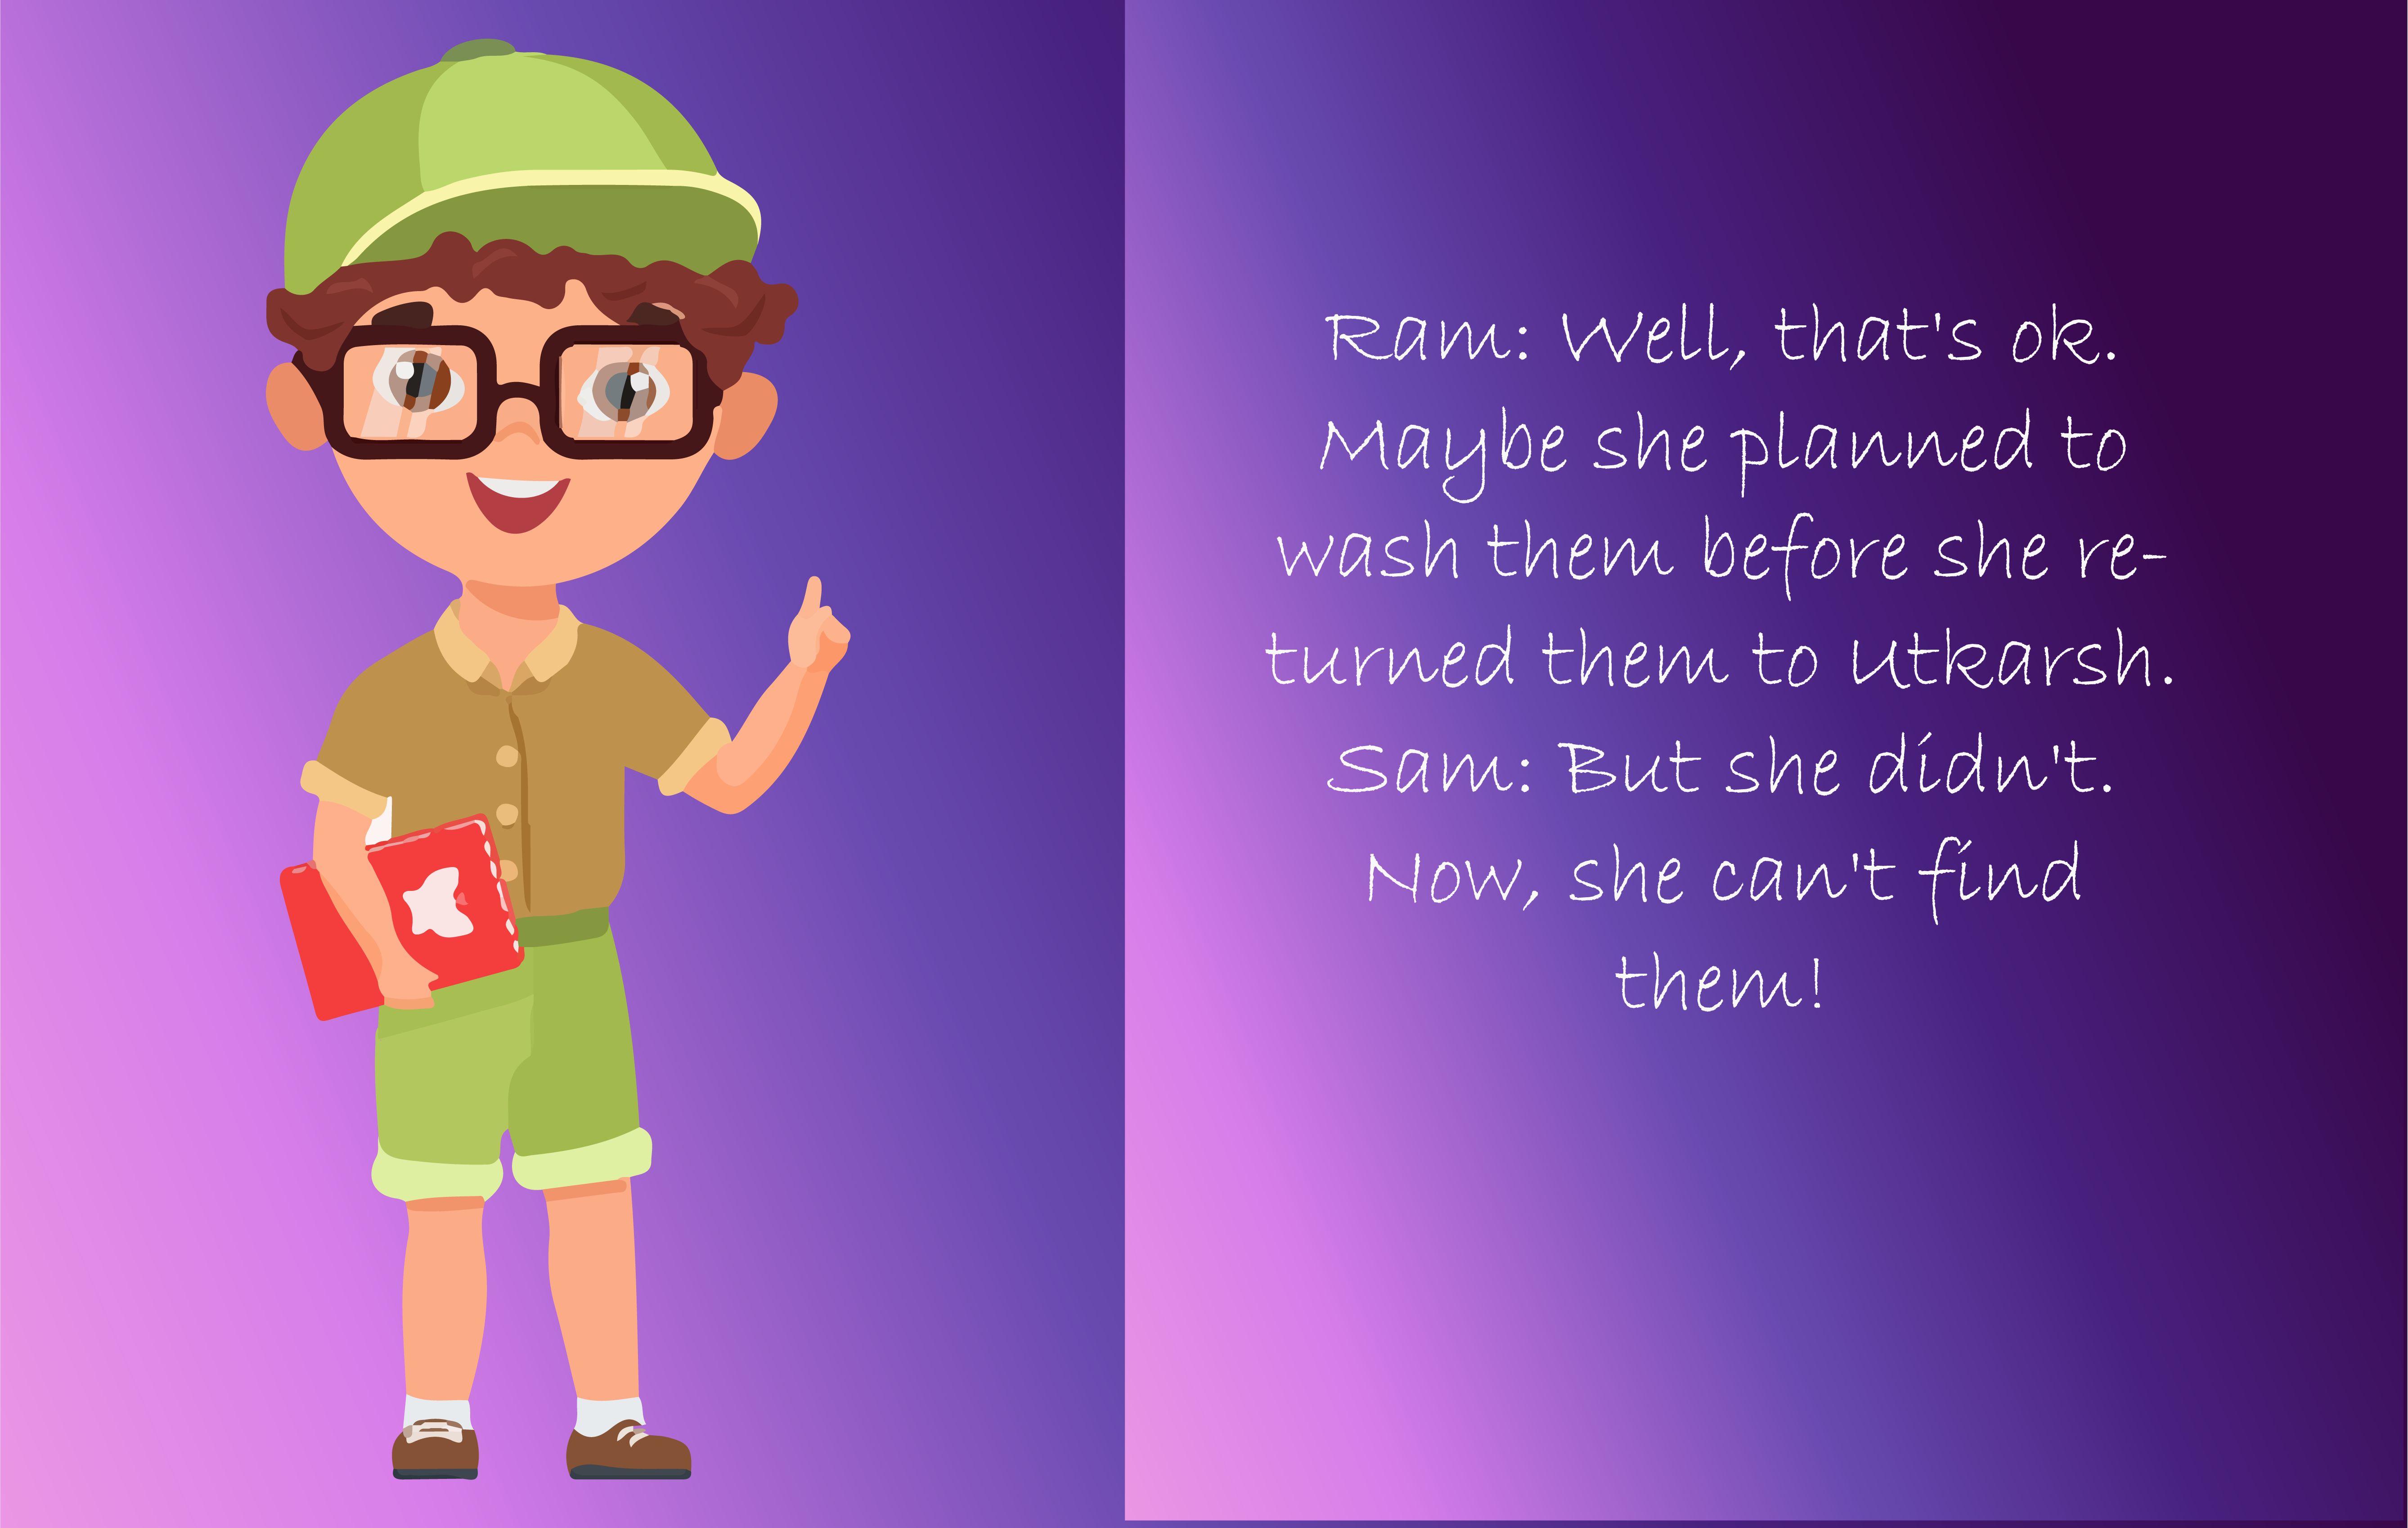 Ram: Well, that's ok.
Maybe she planned to
wash them before she re-
turned them to Utkarsh.
Sam: But she didn't.
Now, she can't find
them!